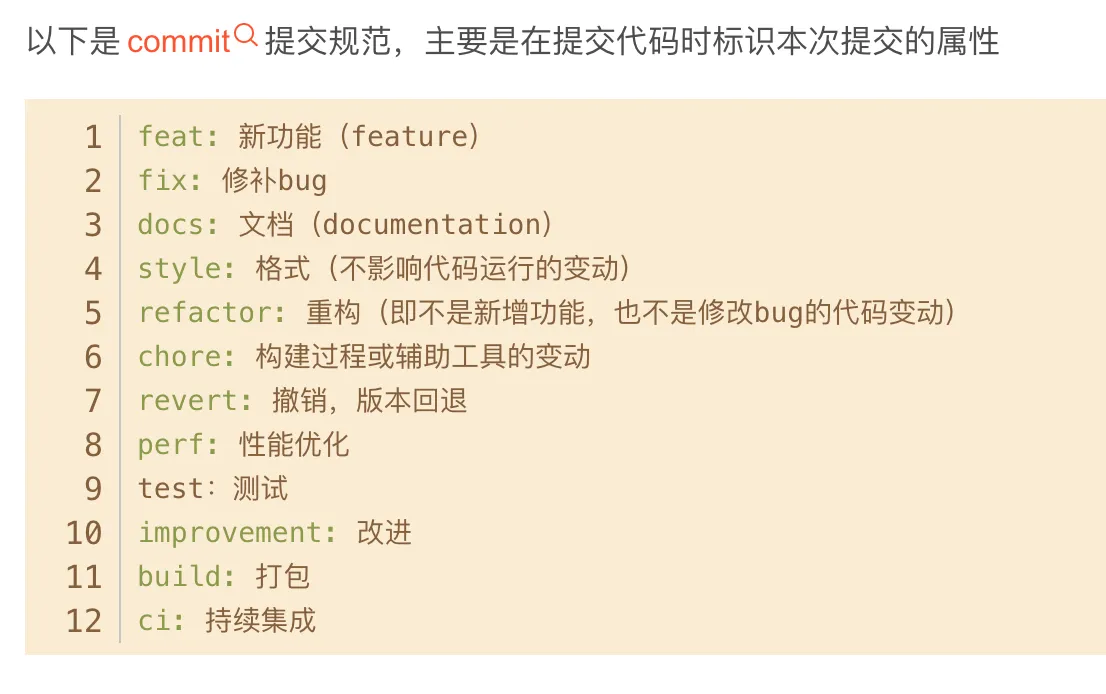 以下是commit提交规范，主要是在提交代码时标识本次提交的属性
1 feat: 新功能（feature）
2 fix: 修补bug
3 docs: 文档（documentation）
4 style: 格式（不影响代码运行的变动）
5 refactor: 重构（即不是新增功能，也不是修改bug的代码变动）
6 chore: 构建过程或辅助工具的变动
7 revert: 撤销，版本回退
8 perf: 性能优化
9 test：测试
10 improvement: 改进
11 build: 打包
12 ci: 持续集成